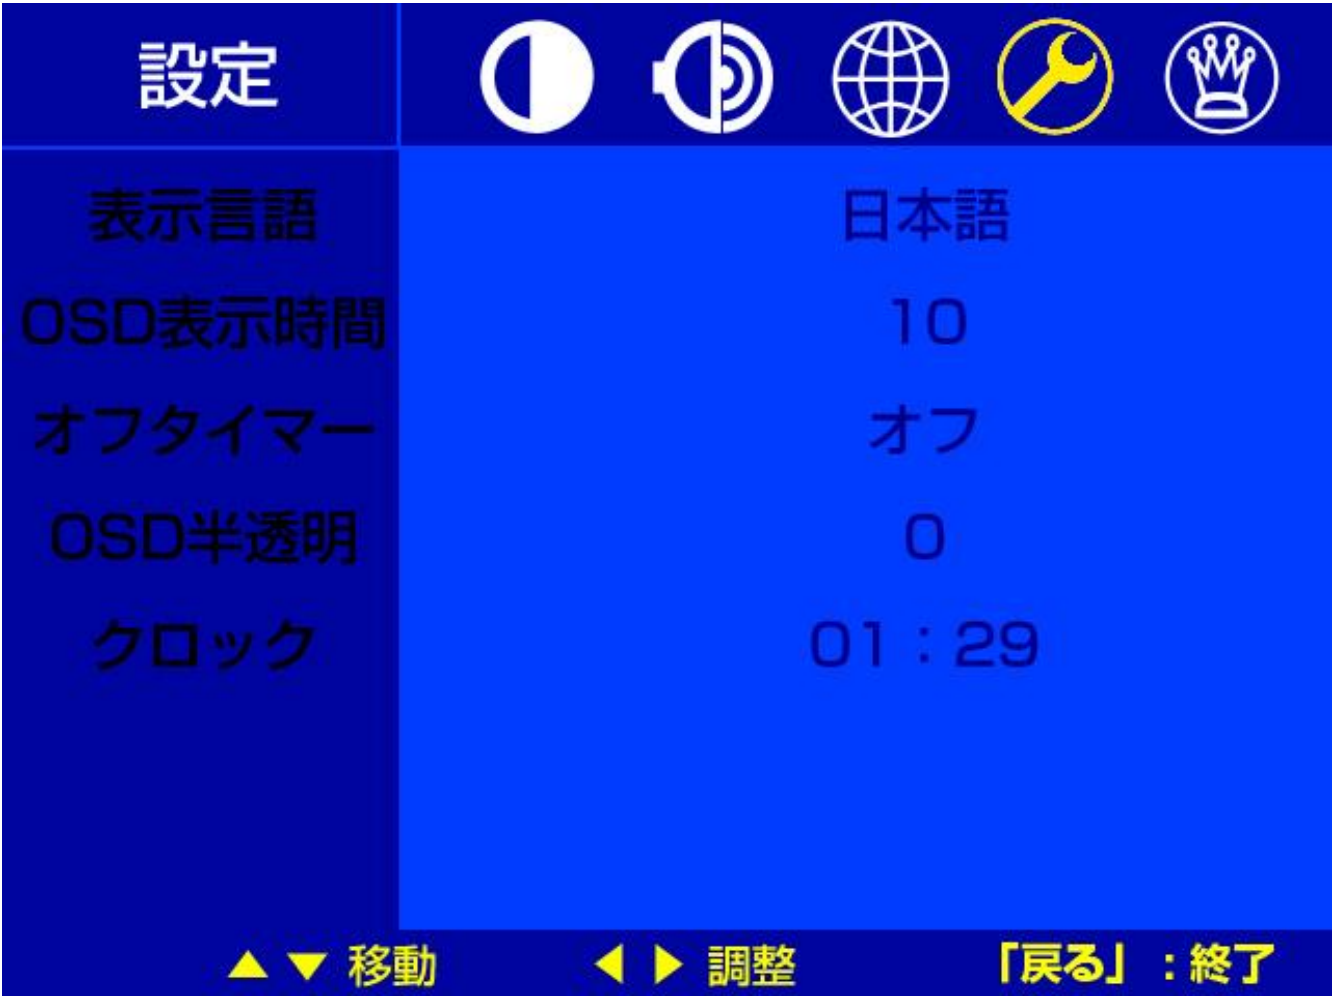 設定
表示言語 日本語
OSD表示時間 10
オフタイマー オフ
OSD半透明 0
クロック 01：29
▲ ▼ 移動 ◀ ▶ 調整 「戻る」：終了